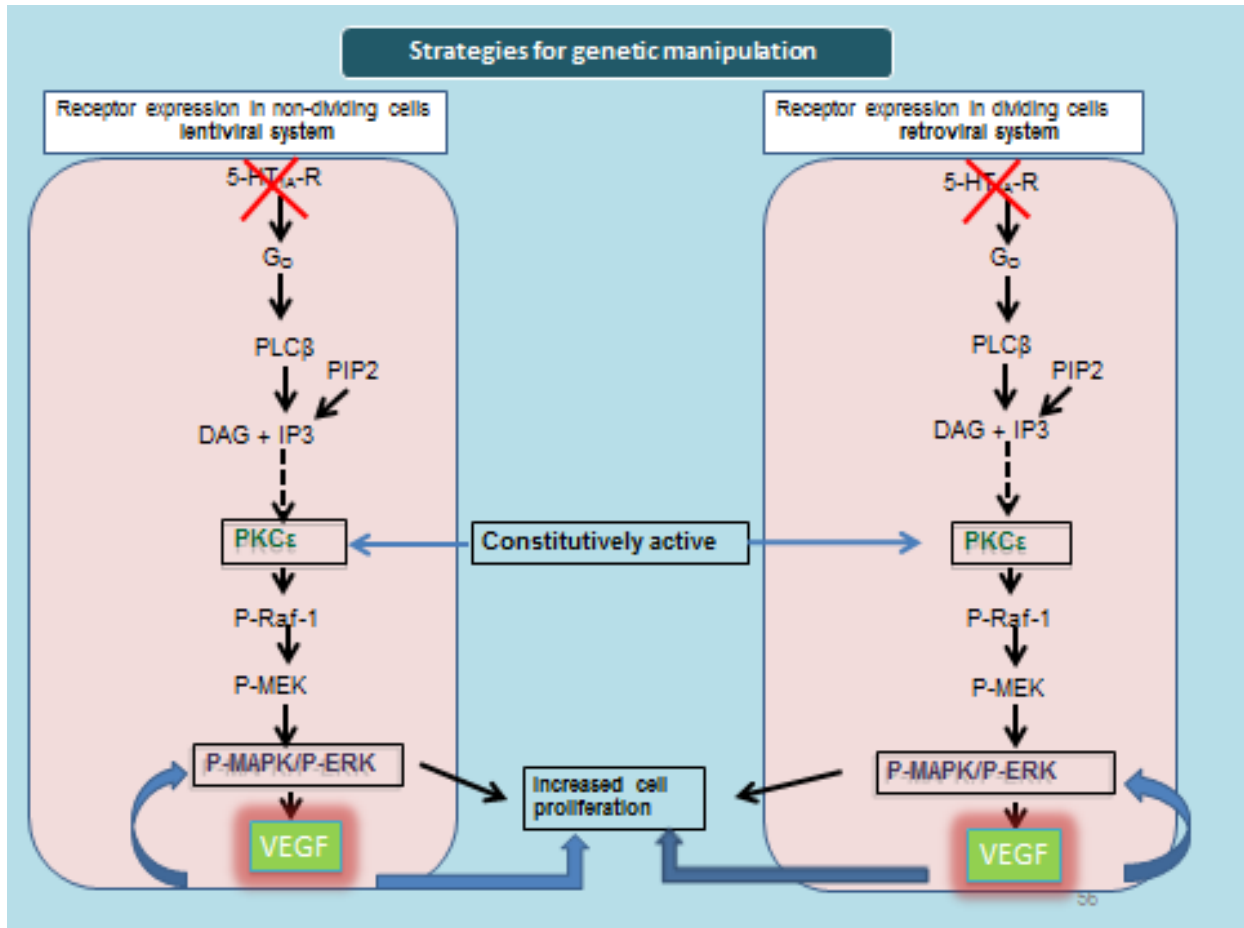 Strategies for genetic manipulation
Receptor expression in non-dividing cells
lentiviral system
5-HT1A-R
GO
PLCβ
PIP2
DAG + IP3
PKCε
P-Raf-1
P-MEK
P-MAPK/P-ERK
VEGF
Constitutively active
Increased cell
proliferation
Receptor expression in dividing cells
retroviral system
5-HT1A-R
GO
PLCβ
PIP2
DAG + IP3
PKCε
P-Raf-1
P-MEK
P-MAPK/P-ERK
VEGF